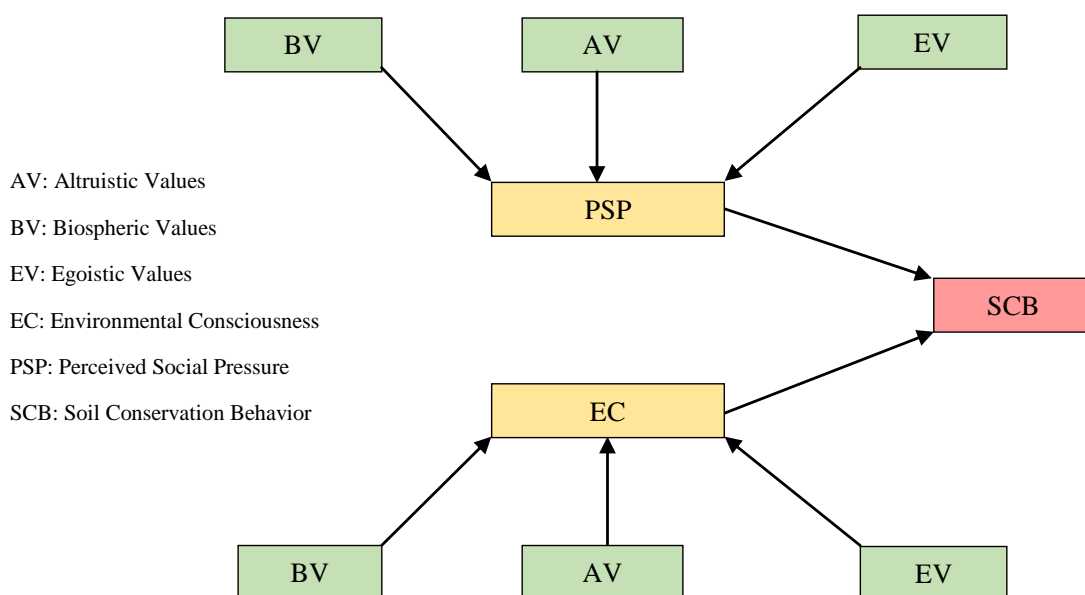 BV
AV
EV
AV: Altruistic Values
BV: Biospheric Values
EV: Egoistic Values
EC: Environmental Consciousness
PSP: Perceived Social Pressure
SCB: Soil Conservation Behavior
PSP
SCB
EC
BV
AV
EV